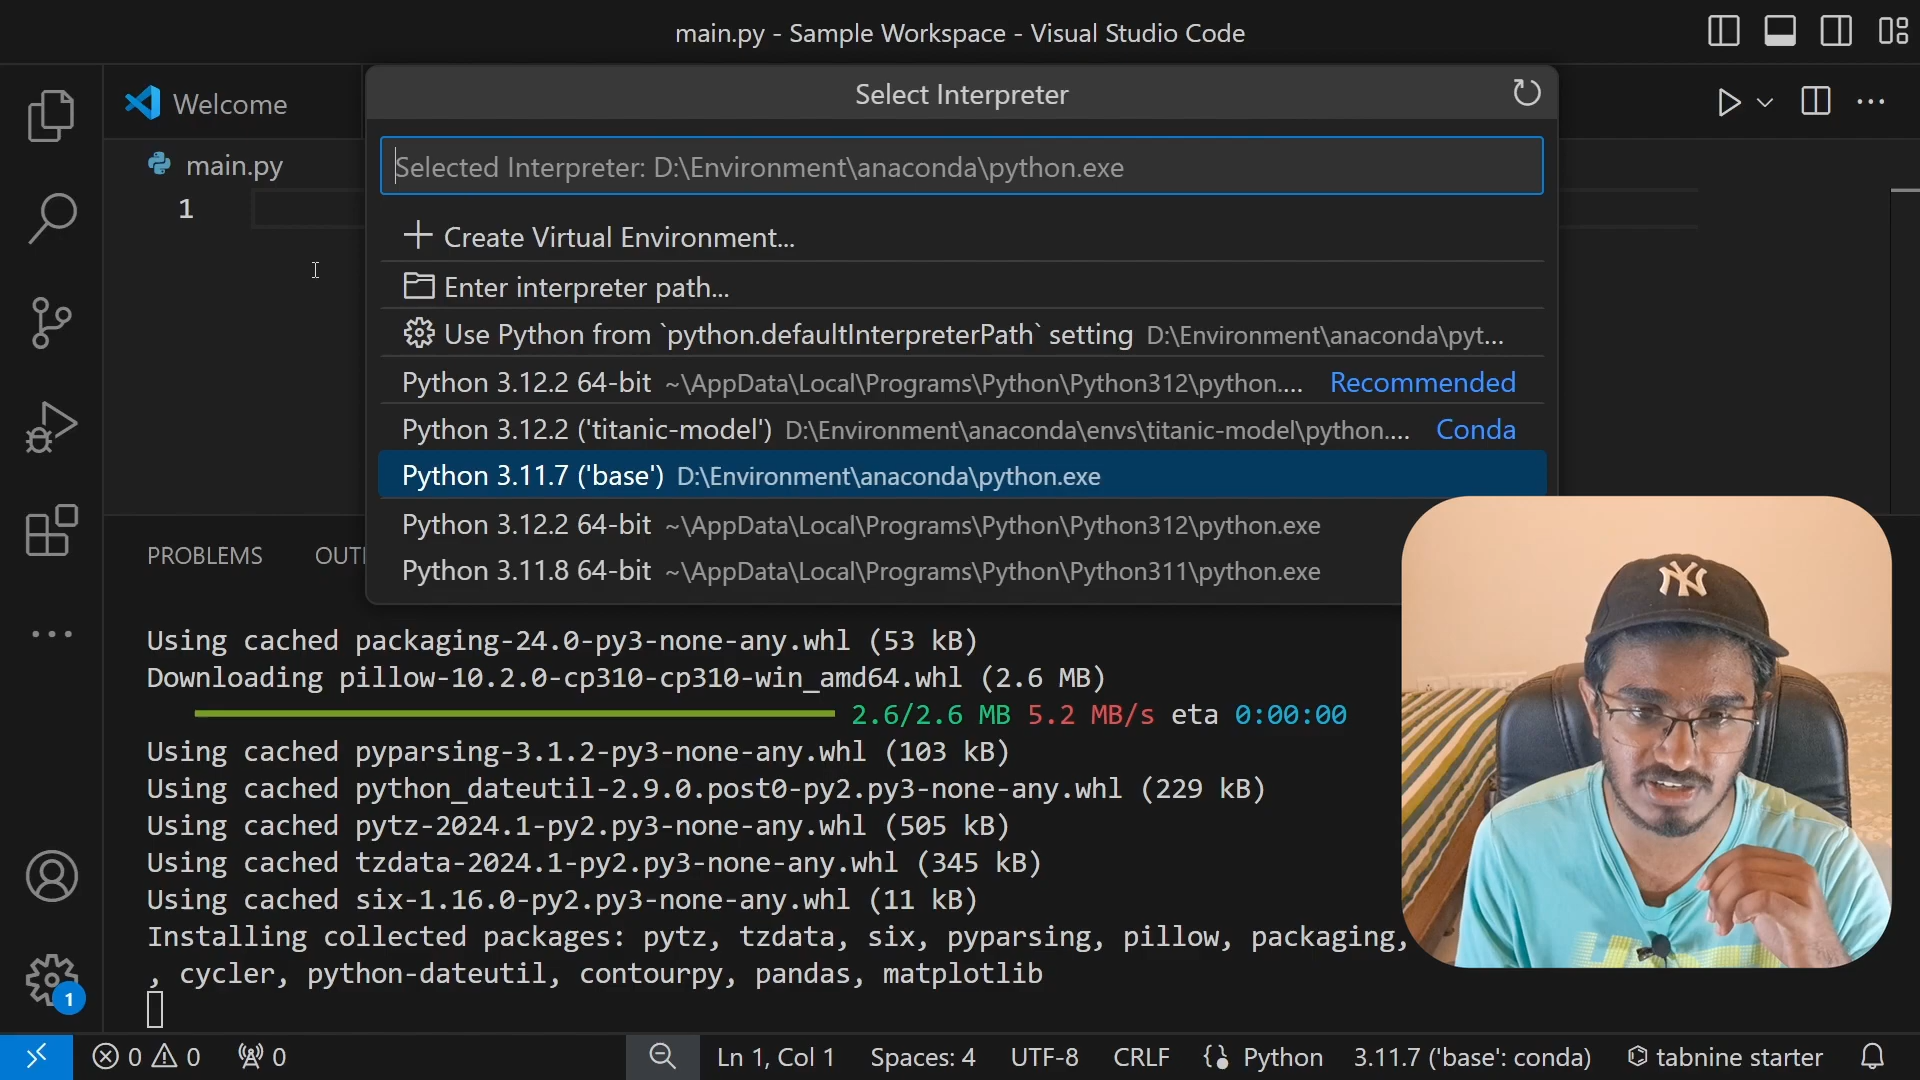 main.py - Sample Workspace - Visual Studio Code
Welcome
Select Interpreter
main.py
Selected Interpreter: D:\Environment\anaconda\python.exe
1
Create Virtual Environment...
Enter interpreter path...
Use Python from `python.defaultInterpreterPath` setting D:\Environment\anaconda\pyt...
Python 3.12.2 64-bit ~\AppData\Local\Programs\Python\Python312\python.... Recommended
Python 3.12.2 ('titanic-model') D:\Environment\anaconda\envs\titanic-model\python.... Conda
Python 3.11.7 ('base') D:\Environment\anaconda\python.exe
Python 3.12.2 64-bit ~\AppData\Local\Programs\Python\Python312\python.exe
Python 3.11.8 64-bit ~\AppData\Local\Programs\Python\Python311\python.exe
PROBLEMS
Using cached packaging-24.0-py3-none-any.whl (53 kB)
Downloading pillow-10.2.0-cp310-cp310-win_amd64.whl (2.6 MB)
2.6/2.6 MB 5.2 MB/s eta 0:00:00
Using cached pyparsing-3.1.2-py3-none-any.whl (103 kB)
Using cached python_dateutil-2.9.0.post0-py2.py3-none-any.whl (229 kB)
Using cached pytz-2024.1-py2.py3-none-any.whl (505 kB)
Using cached tzdata-2024.1-py2.py3-none-any.whl (345 kB)
Using cached six-1.16.0-py2.py3-none-any.whl (11 kB)
Installing collected packages: pytz, tzdata, six, pyparsing, pillow, packaging,
, cycler, python-dateutil, contourpy, pandas, matplotlib
1
0 0 0 Ln 1, Col 1 Spaces: 4 UTF-8 CRLF Python 3.11.7 ('base': conda) tabnine starter
NY